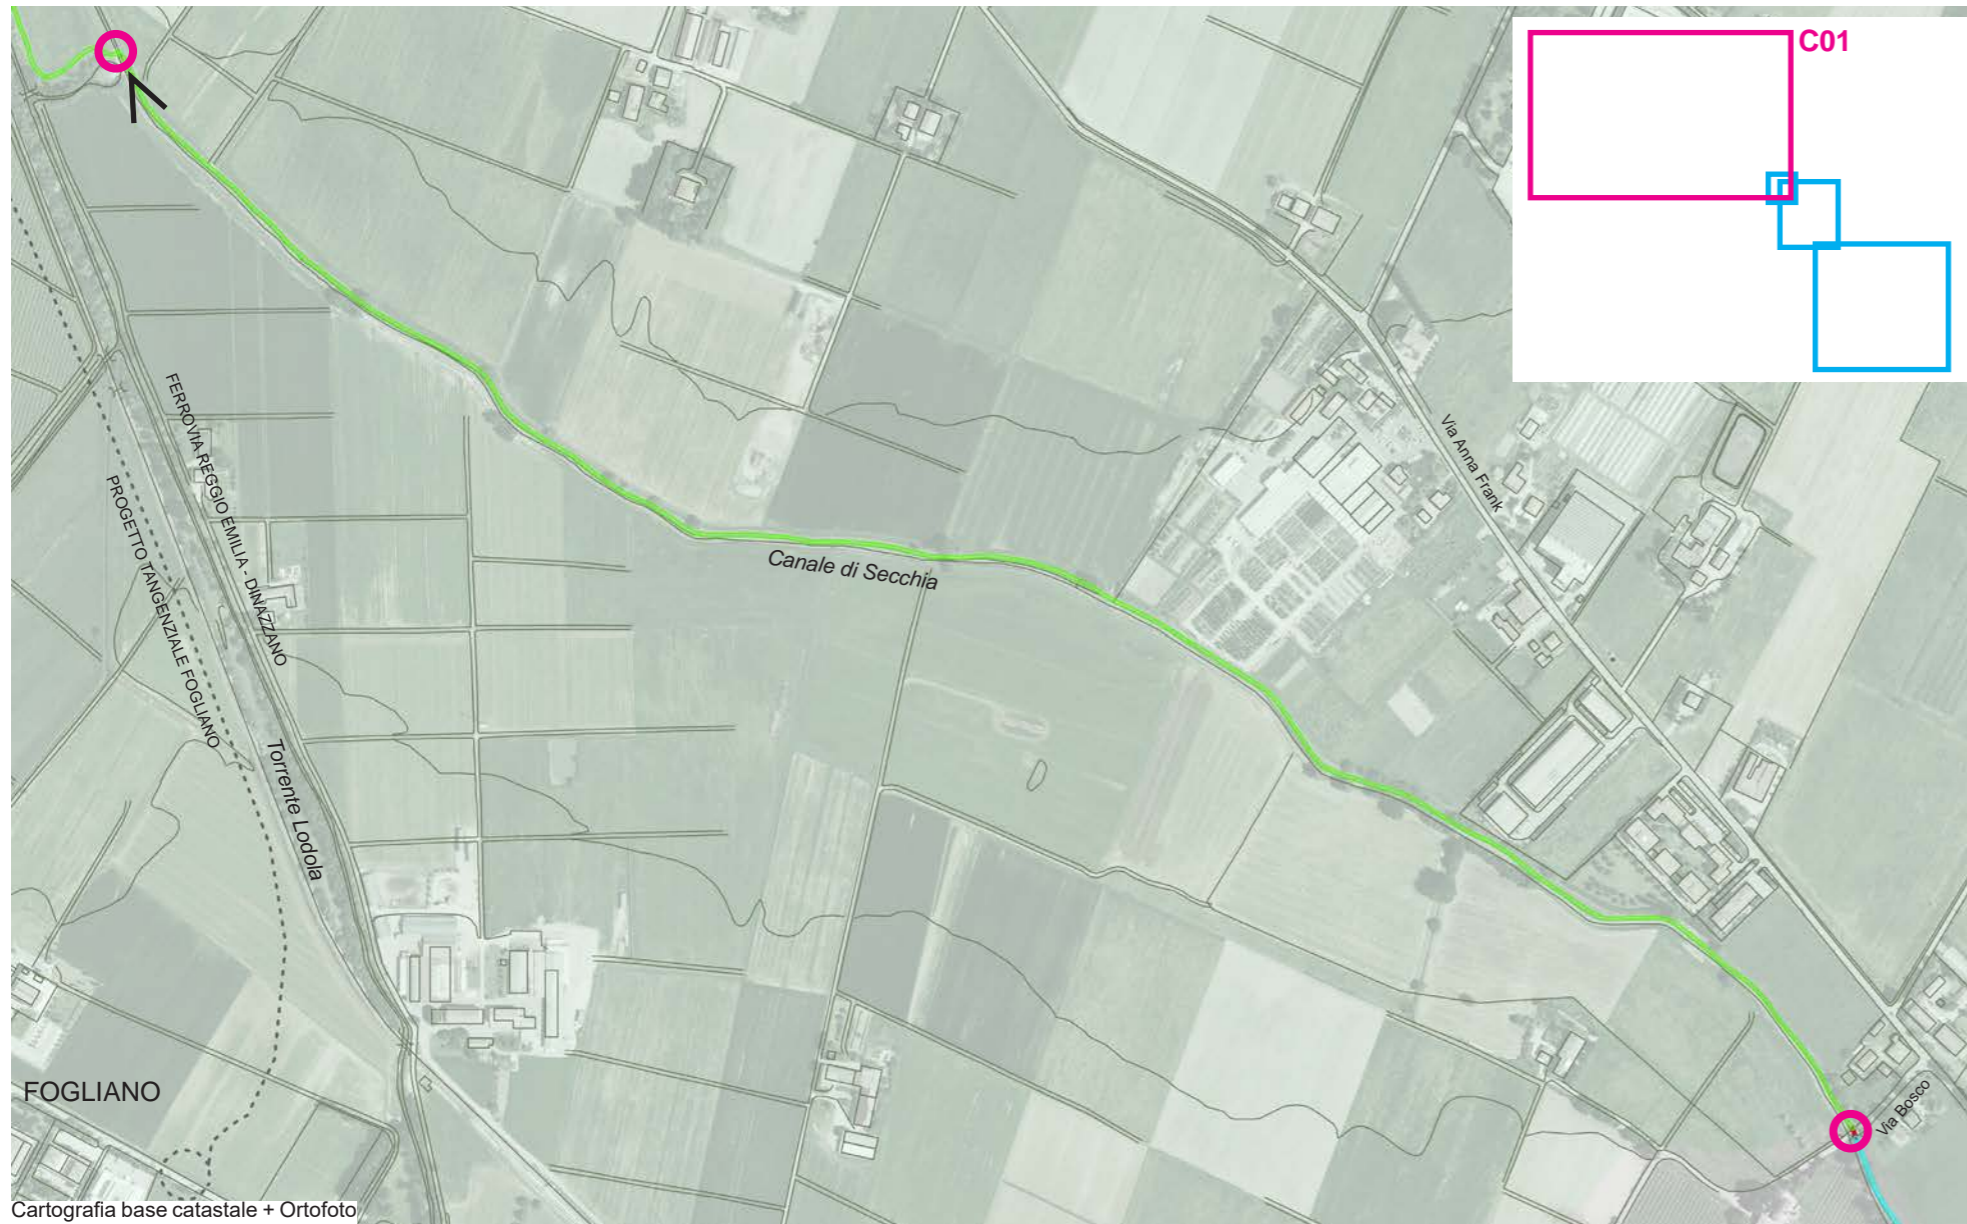 C01
FERROVIA REGGIO EMILIA - DINAZZANO
Via Anna Frank
PROGETTO TANGENZIALE FOGLIANO
Canale di Secchia
Torrente Lodola
FOGLIANO
Via Bosco
Cartografia base catastale + Ortofoto